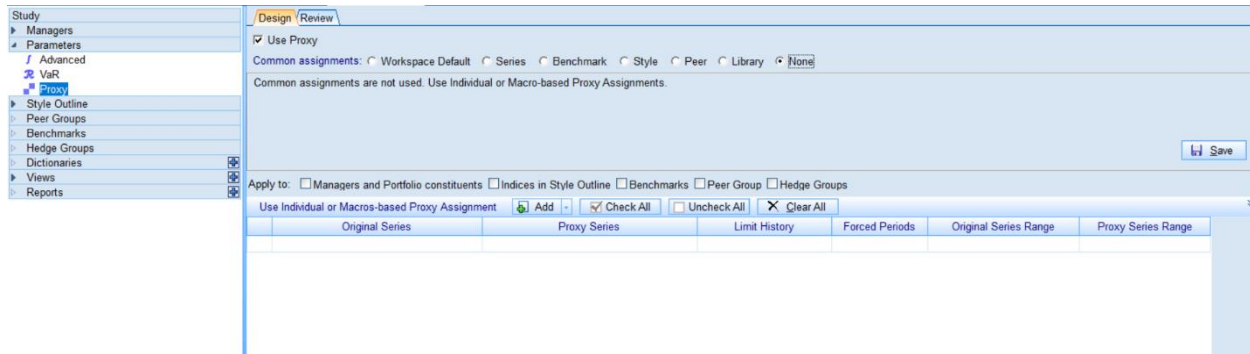 Study
Managers
Parameters
Advanced
VaR
Proxy
Style Outline
Peer Groups
Benchmarks
Hedge Groups
Dictionaries
Views
Reports
Design Review
Use Proxy
Common assignments: Workspace Default Series Benchmark Style Peer Library None
Common assignments are not used. Use Individual or Macro-based Proxy Assignments.
Save
Apply to: Managers and Portfolio constituents Indices in Style Outline Benchmarks Peer Group Hedge Groups
Use Individual or Macros-based Proxy Assignment Add Check All Uncheck All Clear All
Original Series Proxy Series Limit History Forced Periods Original Series Range Proxy Series Range